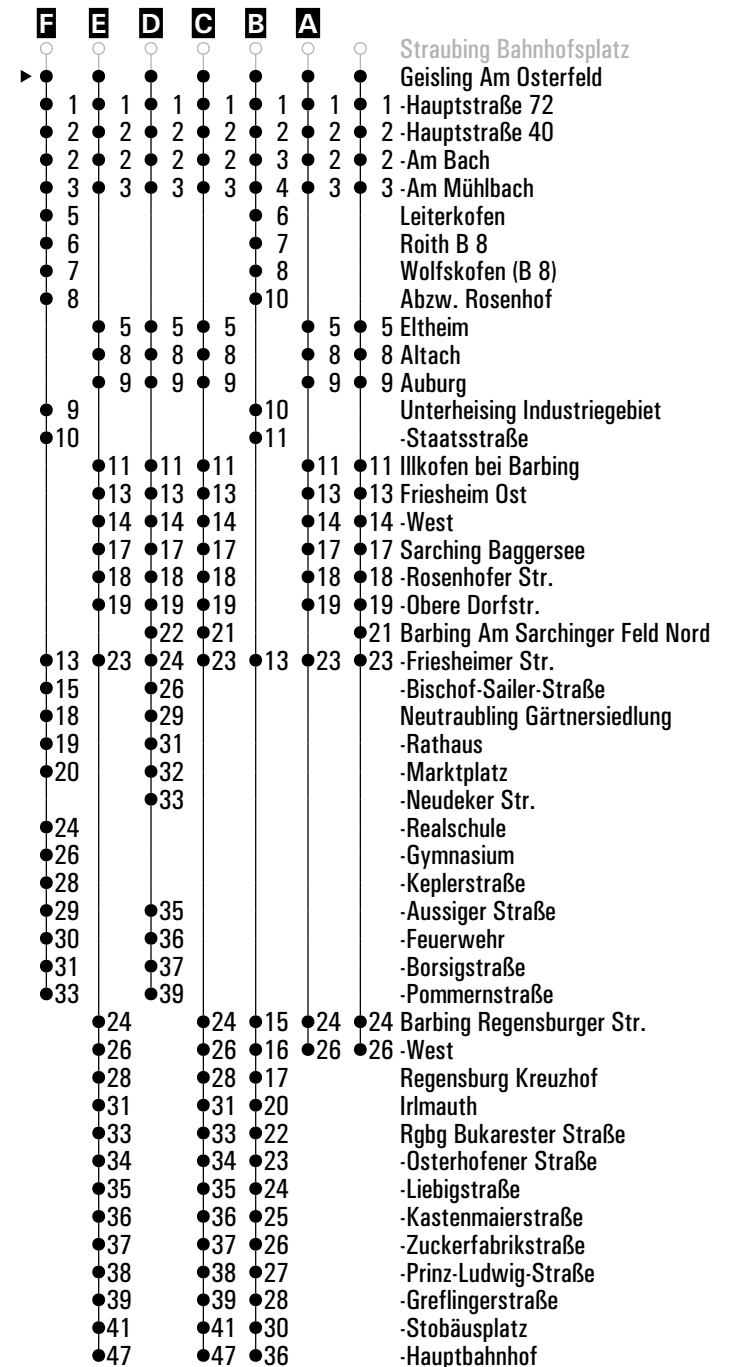 F E D C B A
Straubing Bahnhofsplatz
Geisling Am Osterfeld
1 1 1 1 1 1 1 -Hauptstraße 72
2 2 2 2 2 2 2 -Hauptstraße 40
2 2 2 2 3 2 2 -Am Bach
3 3 3 3 4 3 3 -Am Mühlbach
5 6 Leiterkofen
6 7 Roith B 8
7 8 Wolfskofen (B 8)
8 10 Abzw. Rosenhof
5 5 5 5 5 Eltheim
8 8 8 8 8 Altach
9 9 9 9 9 Auburg
9 10 Unterheising Industriegebiet
10 11 -Staatsstraße
11 11 11 11 11 Illkofen bei Barbing
13 13 13 13 13 Friesheim Ost
14 14 14 14 14 -West
17 17 17 17 17 Sarching Baggersee
18 18 18 18 18 -Rosenhofer Str.
19 19 19 19 19 -Obere Dorfstr.
22 21 21 Barbing Am Sarchinger Feld Nord
13 23 24 23 13 23 23 -Friesheimer Str.
15 26 -Bischof-Sailer-Straße
18 29 Neutraubling Gärtnersiedlung
19 31 -Rathaus
20 32 -Marktplatz
33 -Neudeker Str.
24 -Realschule
26 -Gymnasium
28 -Keplerstraße
29 35 -Aussiger Straße
30 36 -Feuerwehr
31 37 -Borsigstraße
33 39 -Pommernstraße
24 24 15 24 24 Barbing Regensburger Str.
26 26 16 26 26 -West
28 28 17 Regensburg Kreuzhof
31 31 20 Irlmauth
33 33 22 Rgbg Bukarester Straße
34 34 23 -Osterhofener Straße
35 35 24 -Liebigstraße
36 36 25 -Kastenmaierstraße
37 37 26 -Zuckerfabrikstraße
38 38 27 -Prinz-Ludwig-Straße
39 39 28 -Greflingerstraße
41 41 30 -Stobäusplatz
47 47 36 -Hauptbahnhof